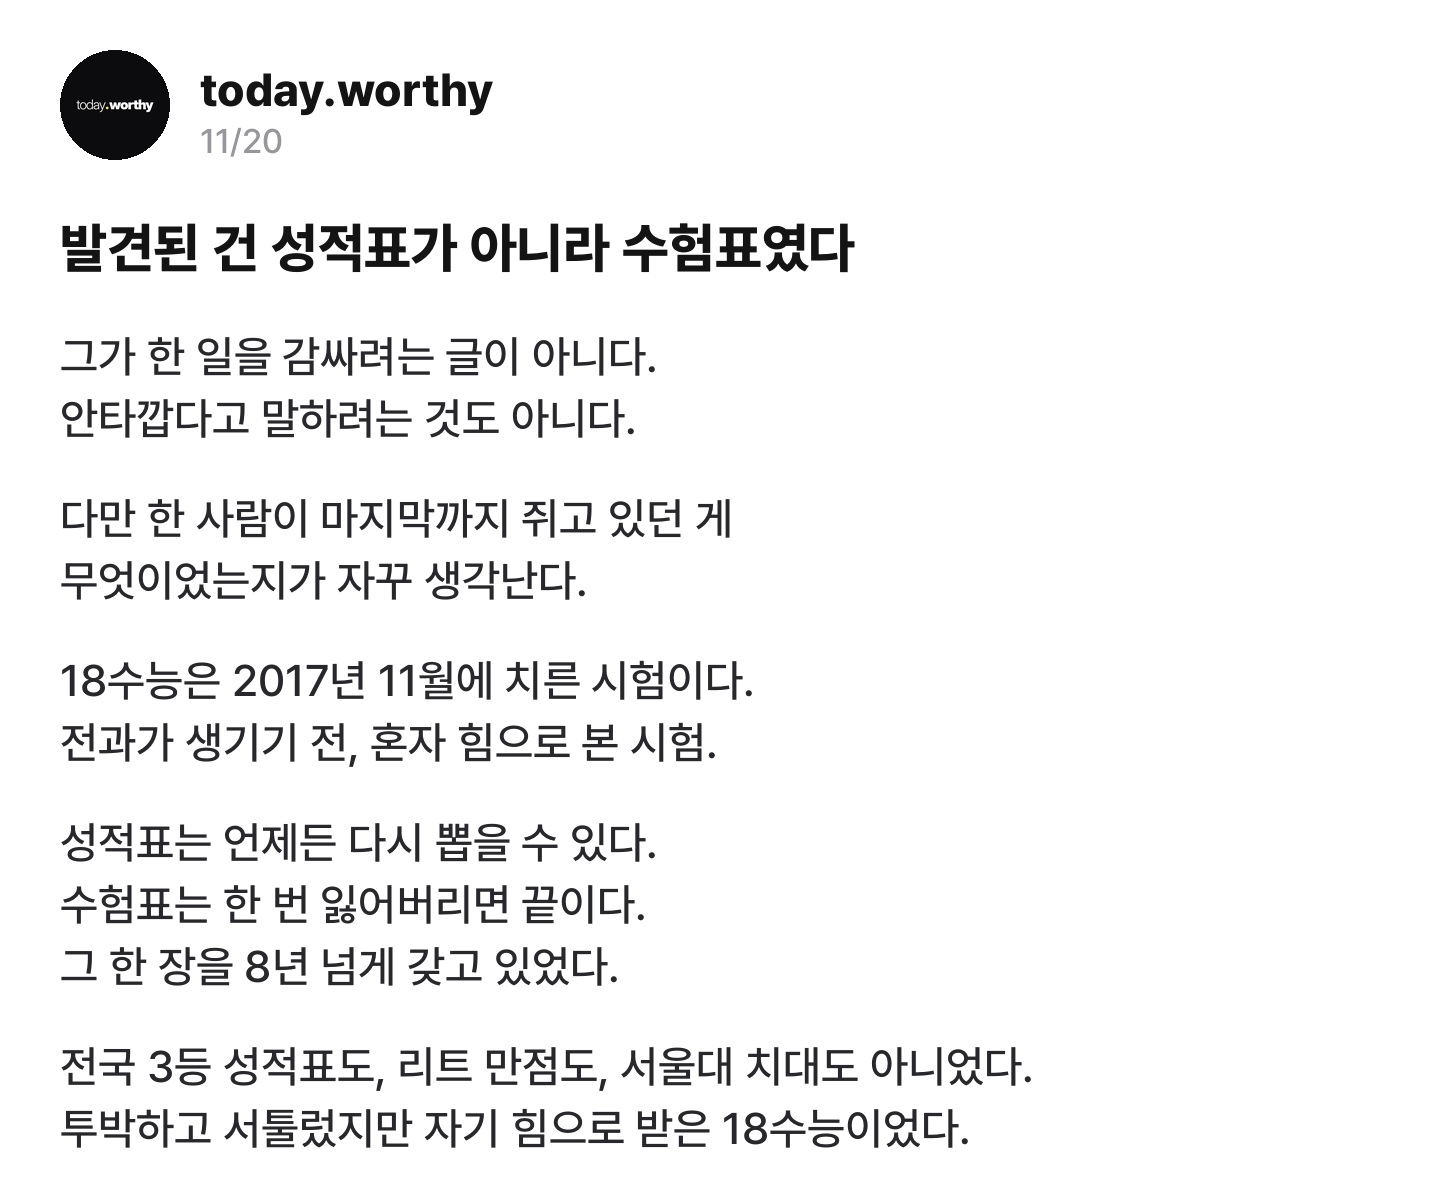 today.worthy
today.worthy
11/20
발견된 건 성적표가 아니라 수험표였다
그가 한 일을 감싸려는 글이 아니다.
안타깝다고 말하려는 것도 아니다.
다만 한 사람이 마지막까지 쥐고 있던 게
무엇이었는지가 자꾸 생각난다.
18수능은 2017년 11월에 치른 시험이다.
전과가 생기기 전, 혼자 힘으로 본 시험.
성적표는 언제든 다시 뽑을 수 있다.
수험표는 한 번 잃어버리면 끝이다.
그 한 장을 8년 넘게 갖고 있었다.
전국 3등 성적표도, 리트 만점도, 서울대 치대도 아니었다.
투박하고 서툴렀지만 자기 힘으로 받은 18수능이었다.